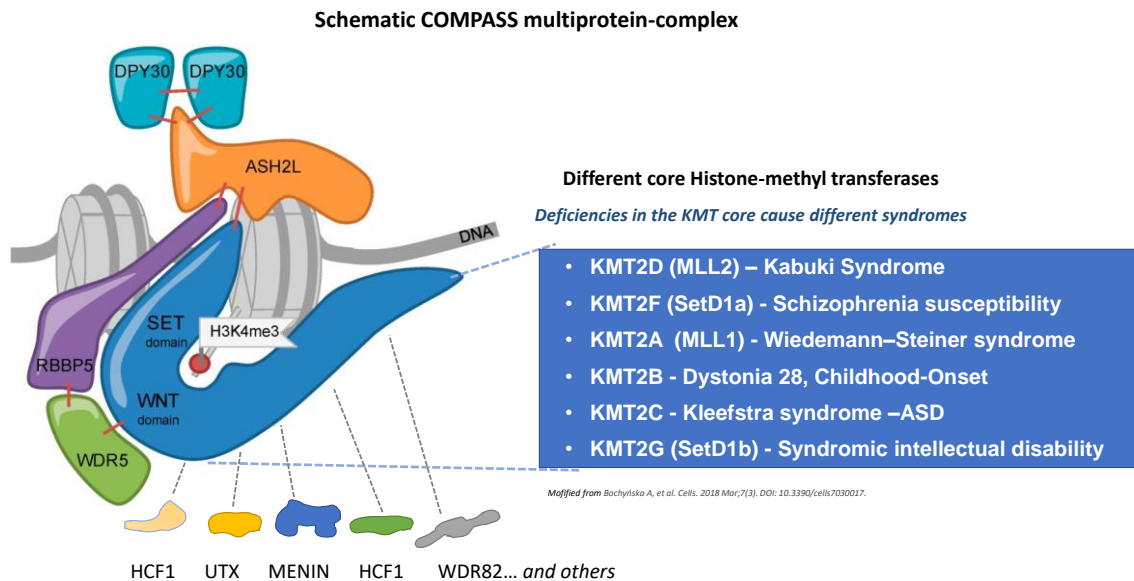 Schematic COMPASS multiprotein-complex
DPY30
DPY30
ASH2L
DNA
SET
domain
H3K4me3
RBBP5
WNT
domain
WDR5
HCF1
UTX
MENIN
HCF1
WDR82... and others
Different core Histone-methyl transferases
Deficiencies in the KMT core cause different syndromes
• KMT2D (MLL2) – Kabuki Syndrome
• KMT2F (SetD1a) - Schizophrenia susceptibility
• KMT2A (MLL1) - Wiedemann–Steiner syndrome
• KMT2B - Dystonia 28, Childhood-Onset
• KMT2C - Kleefstra syndrome –ASD
• KMT2G (SetD1b) - Syndromic intellectual disability
Mofified from Bochyńska A, et al. Cells. 2018 Mar;7(3). DOI: 10.3390/cells7030017.